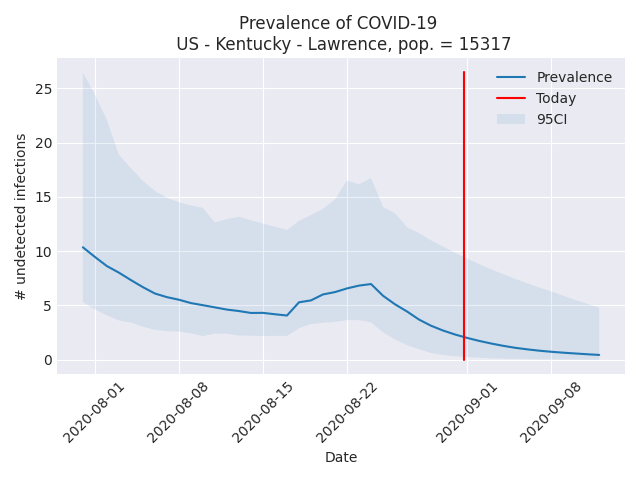 Prevalence of COVID-19
US - Kentucky - Lawrence, pop. = 15317
Prevalence
Today
95CI
# undetected infections
25
20
15
10
5
0
2020-08-01
2020-08-08
2020-08-15
2020-08-22
2020-09-01
2020-09-08
Date